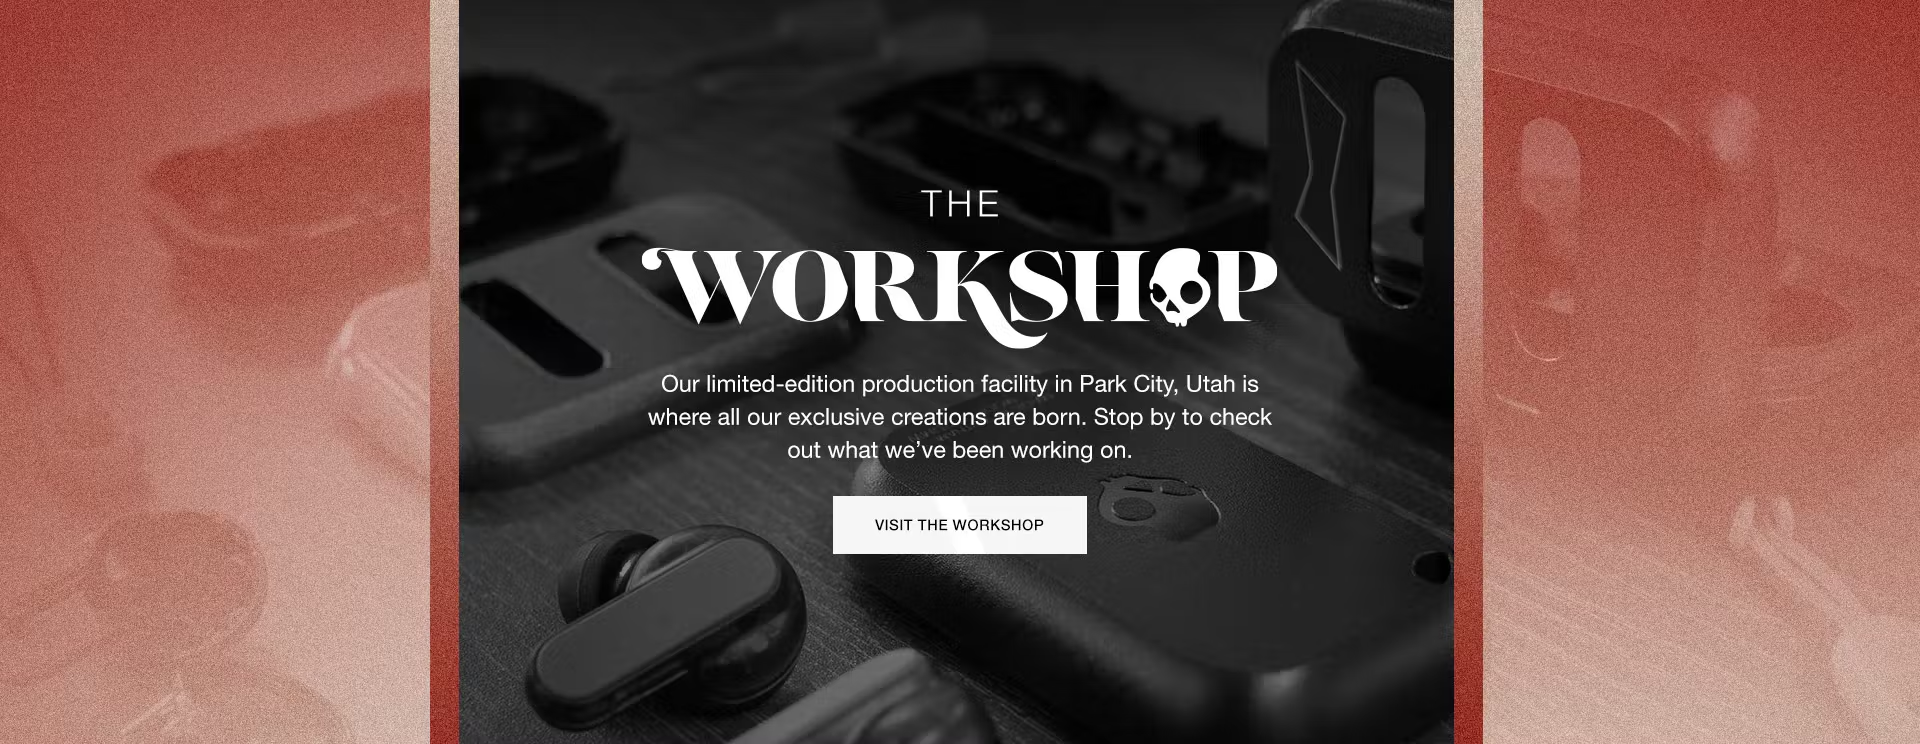 THE
WORKSHOP
Our limited-edition production facility in Park City, Utah is
where all our exclusive creations are born. Stop by to check
out what we’ve been working on.
VISIT THE WORKSHOP